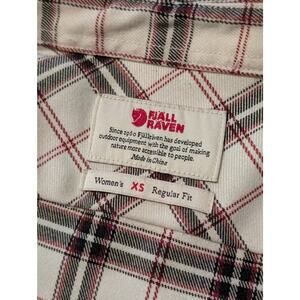 FJÄLL
RÄVEN
Since 1960 Fjällräven has developed
outdoor equipment with the goal of making
nature more accessible to people.
Made in China
Women's XS Regular Fit